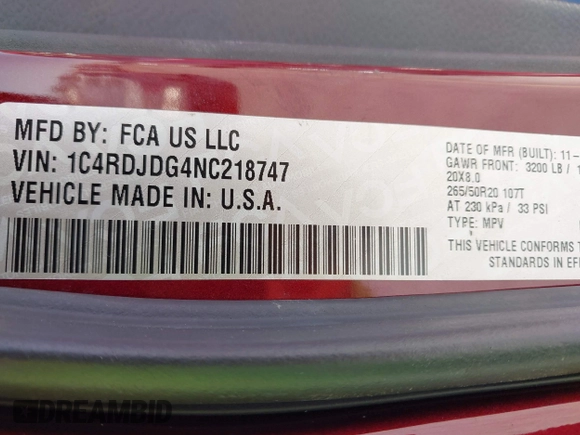 MFD BY: FCA US LLC
VIN: 1C4RDJDG4NC218747
VEHICLE MADE IN: U.S.A.
DATE OF MFR (BUILT): 11-
GAWR FRONT: 3200 LB / 1
20X8.0
265/50R20 107T
AT 230 kPa / 33 PSI
TYPE: MPV
THIS VEHICLE CONFORMS T
STANDARDS IN EF
DREAMBID